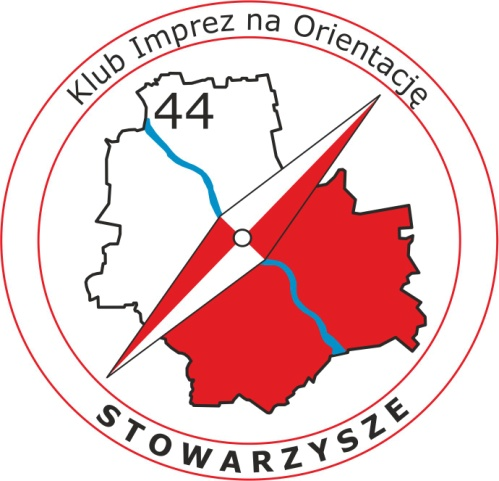 Klub Imprez na Orientację
44
STOWARZYSZE